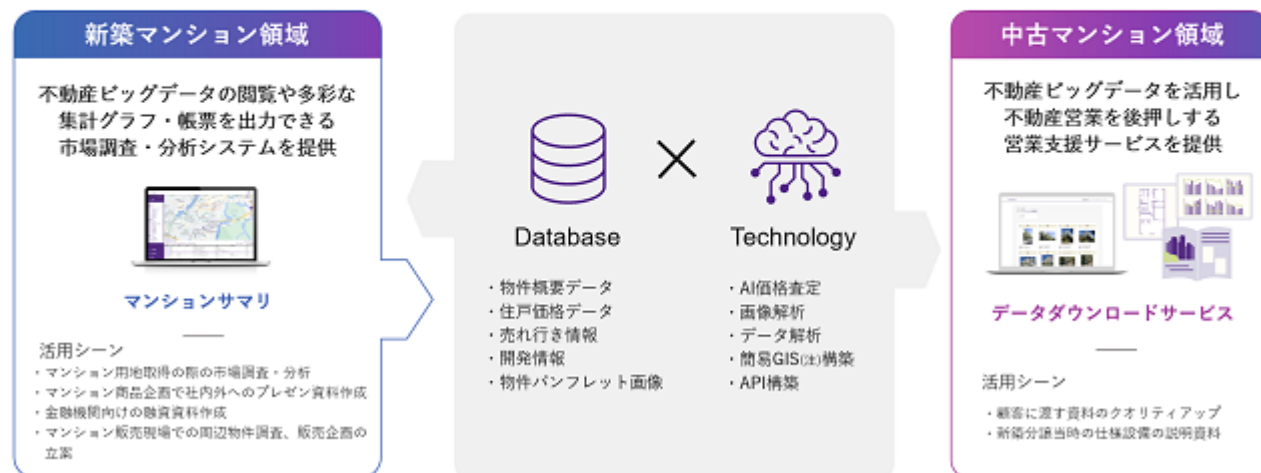 新築マンション領域
不動産ビッグデータの閲覧や多彩な
集計グラフ・帳票を出力できる
市場調査・分析システムを提供
マンションサマリ
活用シーン
・マンション用地取得の際の市場調査・分析
・マンション商品企画で社内外へのプレゼン資料作成
・金融機関向けの融資資料作成
・マンション販売現場での周辺物件調査、販売企画の
立案
Database
・物件概要データ
・住戸価格データ
・売れ行き情報
・開発情報
・物件パンフレット画像
Technology
・AI価格査定
・画像解析
・データ解析
・簡易GIS(注)構築
・API構築
中古マンション領域
不動産ビッグデータを活用し
不動産営業を後押しする
営業支援サービスを提供
データダウンロードサービス
活用シーン
・顧客に渡す資料のクオリティアップ
・新築分譲当時の仕様設備の説明資料